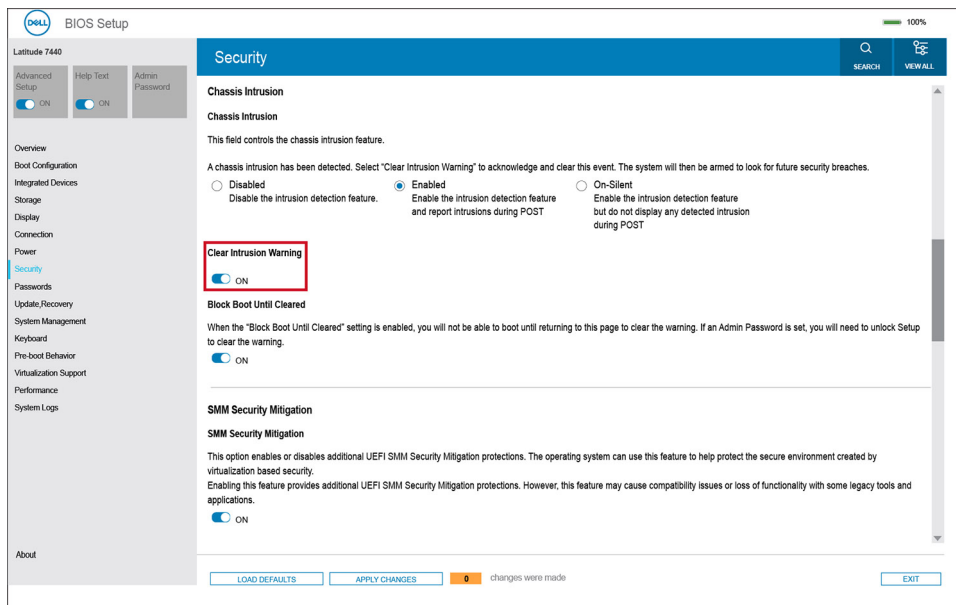 DELL
BIOS Setup
100%
Latitude 7440
Advanced
Setup
ON
Help Text
ON
Admin
Password
Overview
Boot Configuration
Integrated Devices
Storage
Display
Connection
Power
Security
Passwords
Update,Recovery
System Management
Keyboard
Pre-boot Behavior
Virtualization Support
Performance
System Logs
About
Security
SEARCH
VIEW ALL
Chassis Intrusion
Chassis Intrusion
This field controls the chassis intrusion feature.
A chassis intrusion has been detected. Select "Clear Intrusion Warning" to acknowledge and clear this event. The system will then be armed to look for future security breaches.
Disabled
Disable the intrusion detection feature.
Enabled
Enable the intrusion detection feature
and report intrusions during POST
On-Silent
Enable the intrusion detection feature
but do not display any detected intrusion
during POST
Clear Intrusion Warning
ON
Block Boot Until Cleared
When the "Block Boot Until Cleared" setting is enabled, you will not be able to boot until returning to this page to clear the warning. If an Admin Password is set, you will need to unlock Setup
to clear the warning.
ON
SMM Security Mitigation
SMM Security Mitigation
This option enables or disables additional UEFI SMM Security Mitigation protections. The operating system can use this feature to help protect the secure environment created by
virtualization based security.
Enabling this feature provides additional UEFI SMM Security Mitigation protections. However, this feature may cause compatibility issues or loss of functionality with some legacy tools and
applications.
ON
LOAD DEFAULTS
APPLY CHANGES
0
changes were made
EXIT